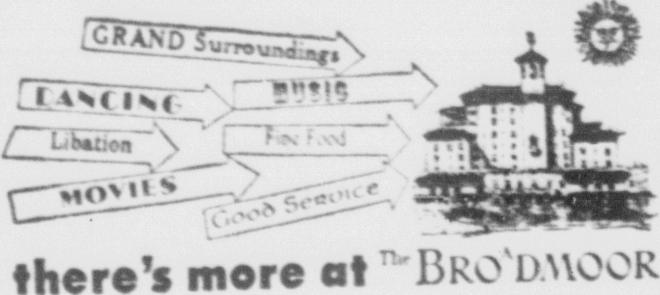 GRAND Surroundings
DANCING
MUSIC
Libation
Fine Food
MOVIES
Good Service
there's more at The BROADMOOR